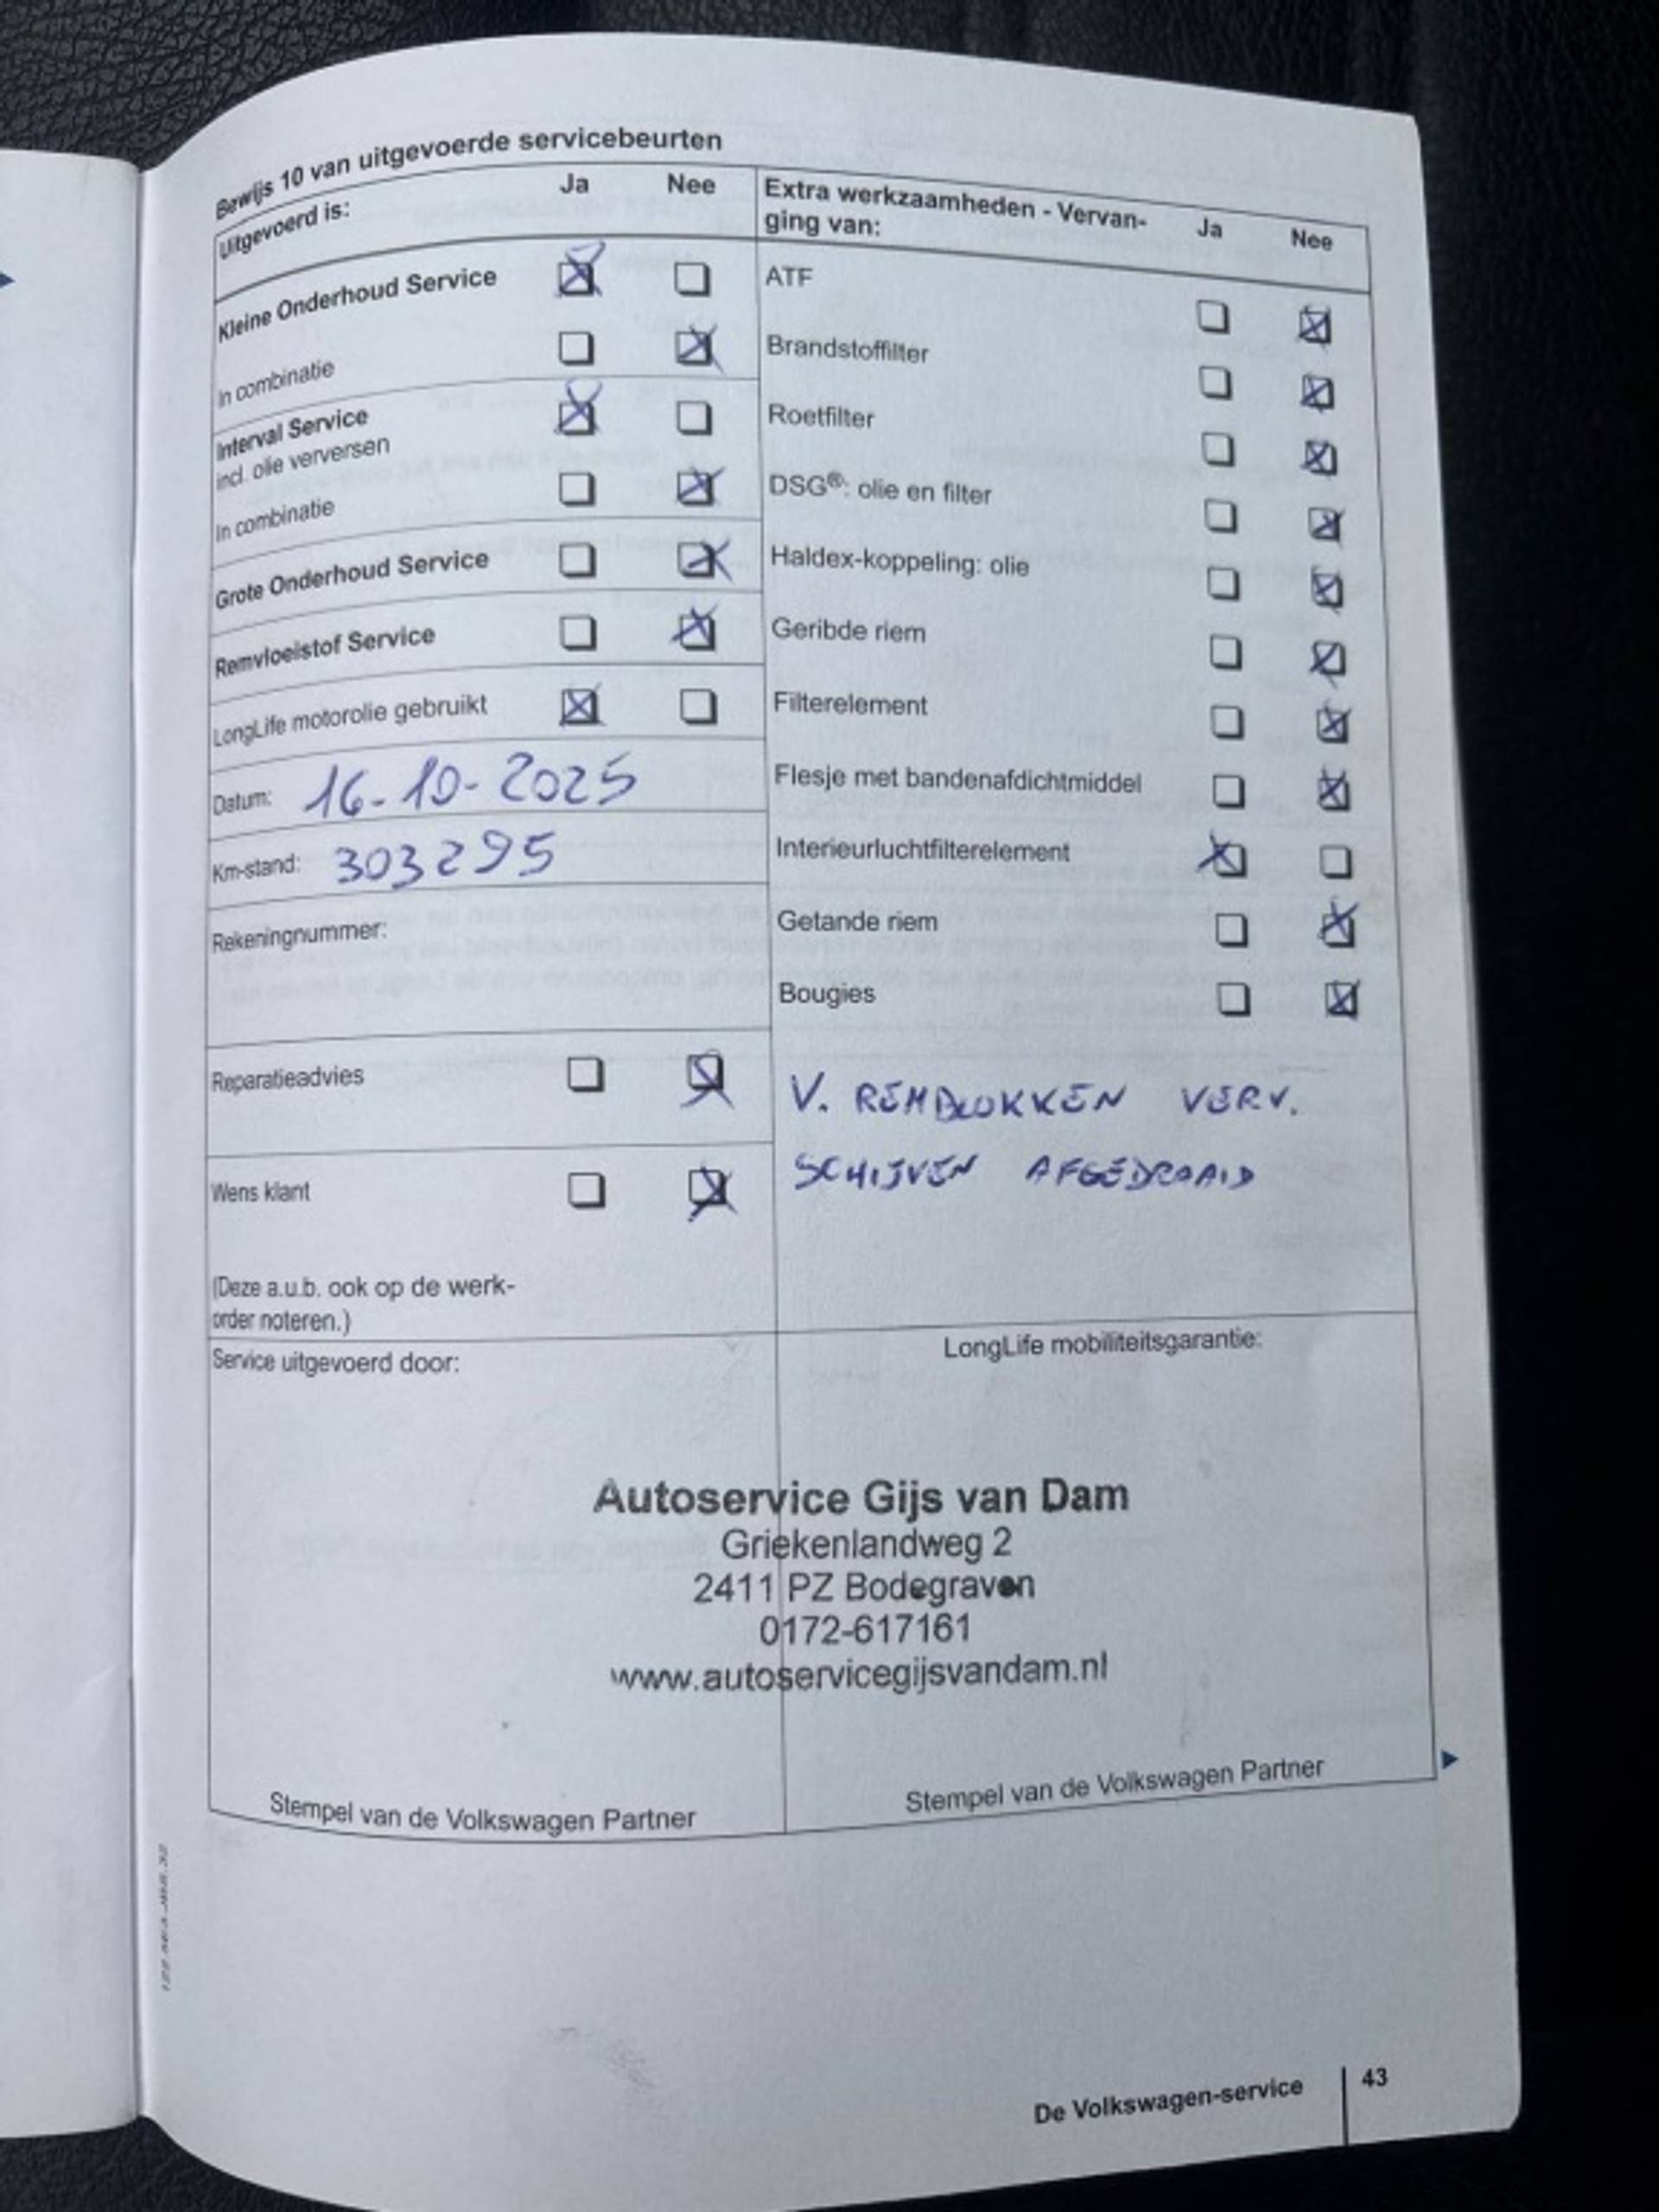 Bewijs 10 van uitgevoerde servicebeurten
Uitgevoerd is:
Ja
Nee
Kleine Onderhoud Service
In combinatie
Interval Service
incl. olie verversen
In combinatie
Grote Onderhoud Service
Remvloeistof Service
LongLife motorolie gebruikt
Datum: 16-10-2025
Km-stand: 303295
Rekeningnummer:
Reparatieadvies
Wens klant
(Deze a.u.b. ook op de werk-
order noteren.)
Extra werkzaamheden - Vervan-
ging van:
Ja
Nee
ATF
Brandstoffilter
Roetfilter
DSG®: olie en filter
Haldex-koppeling: olie
Geribde riem
Filterelement
Flesje met bandenafdichtmiddel
Interieurluchtfilterelement
Getande riem
Bougies
V. REMBLOKKEN VERV.
SCHIJVEN AFGEDRAAID
Service uitgevoerd door:
LongLife mobiliteitsgarantie:
Autoservice Gijs van Dam
Griekenlandweg 2
2411 PZ Bodegraven
0172-617161
www.autoservicegijsvandam.nl
Stempel van de Volkswagen Partner
Stempel van de Volkswagen Partner
De Volkswagen-service
43